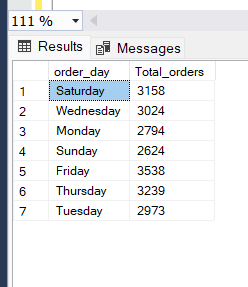 111 %
Results Messages
order_day Total_orders
1 Saturday 3158
2 Wednesday 3024
3 Monday 2794
4 Sunday 2624
5 Friday 3538
6 Thursday 3239
7 Tuesday 2973